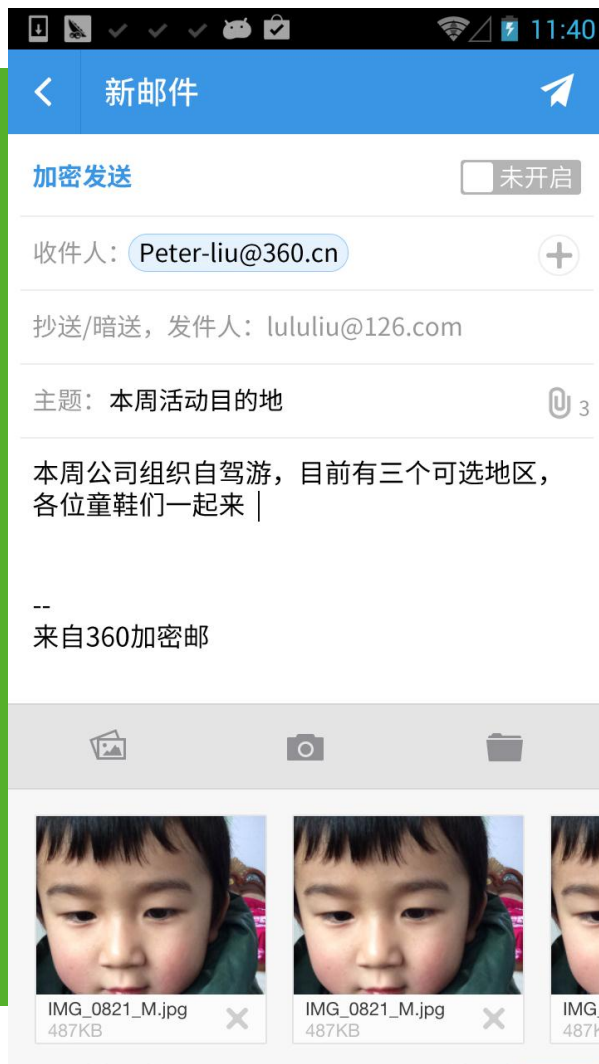 11:40
新邮件
加密发送 未开启
收件人：Peter-liu@360.cn
抄送/暗送，发件人：lululiu@126.com
主题：本周活动目的地 3
本周公司组织自驾游，目前有三个可选地区，
各位童鞋们一起来
--
来自360加密邮
IMG_0821_M.jpg IMG_0821_M.jpg IMG_
487KB 487KB 487K